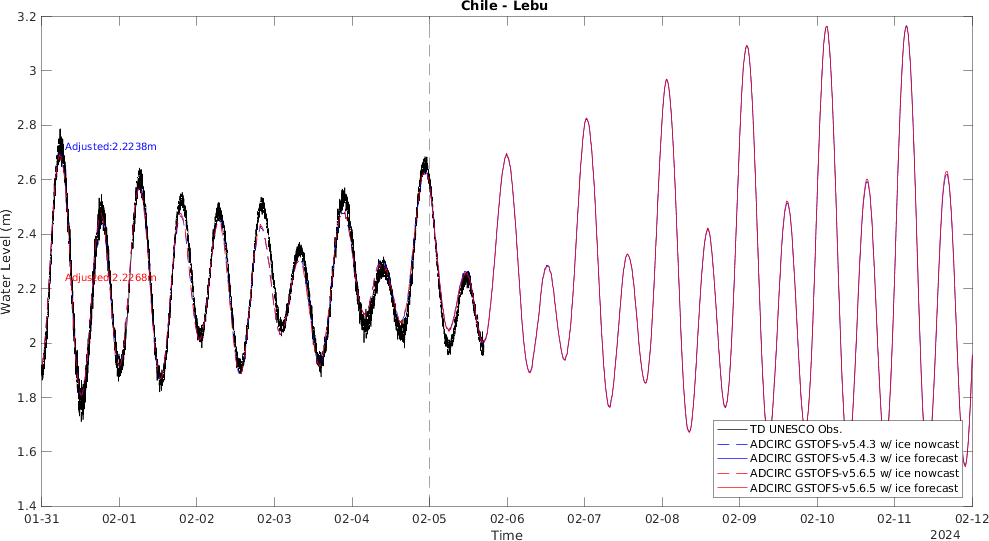 Chile - Lebu
3.2
3
2.8
2.6
2.4
2.2
2
1.8
1.6
1.4
Water Level (m)
Adjusted:2.2238m
Adjusted:2.2268m
TD UNESCO Obs.
ADCIRC GSTOFS-v5.4.3 w/ ice nowcast
ADCIRC GSTOFS-v5.4.3 w/ ice forecast
ADCIRC GSTOFS-v5.6.5 w/ ice nowcast
ADCIRC GSTOFS-v5.6.5 w/ ice forecast
01-31 02-01 02-02 02-03 02-04 02-05 02-06 02-07 02-08 02-09 02-10 02-11 02-12
Time
2024